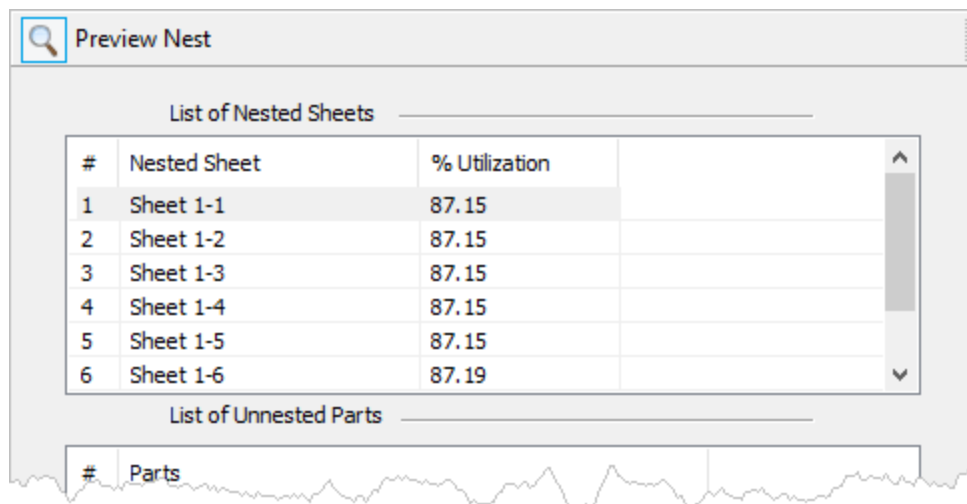 Preview Nest
List of Nested Sheets
# Nested Sheet % Utilization
1 Sheet 1-1 87.15
2 Sheet 1-2 87.15
3 Sheet 1-3 87.15
4 Sheet 1-4 87.15
5 Sheet 1-5 87.15
6 Sheet 1-6 87.19
List of Unnested Parts
# Parts